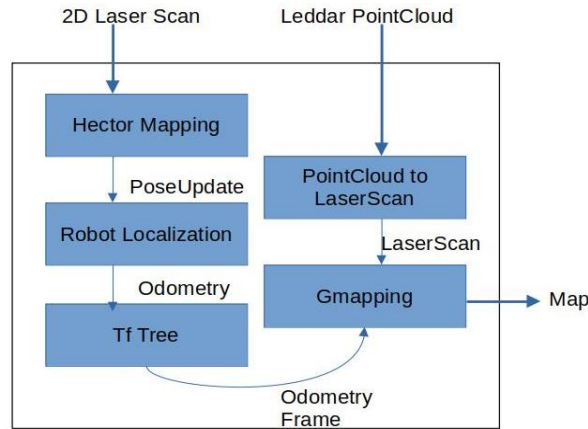 2D Laser Scan
Leddar PointCloud
Hector Mapping
PoseUpdate
PointCloud to
LaserScan
Robot Localization
LaserScan
Odometry
Gmapping
Map
Tf Tree
Odometry
Frame